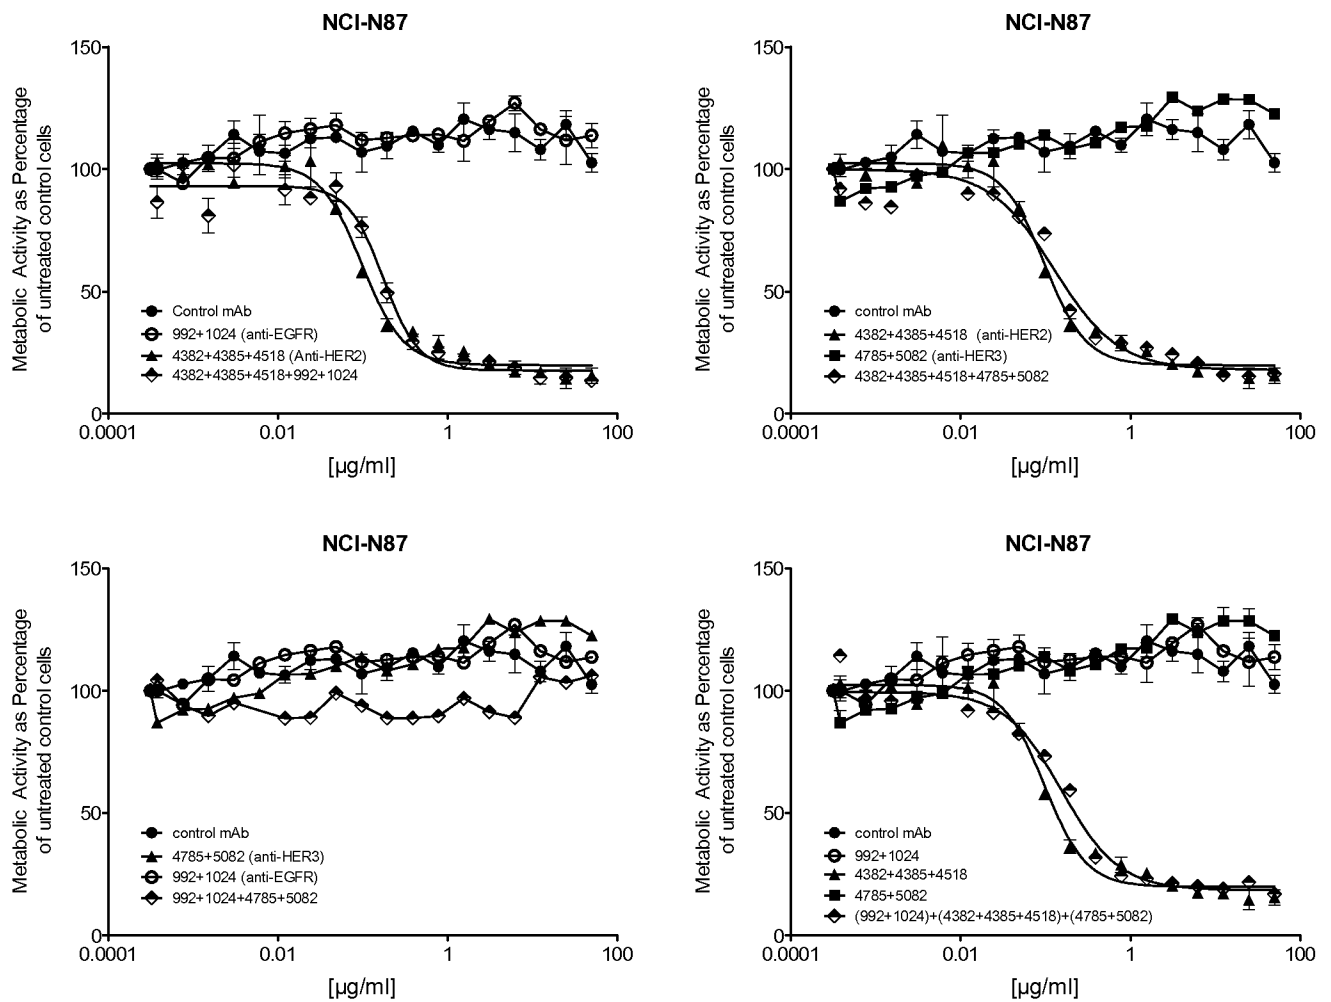 NCI-N87
150
100
50
0
Metabolic Activity as Percentage
of untreated control cells
Control mAb
992+1024 (anti-EGFR)
4382+4385+4518 (Anti-HER2)
4382+4385+4518+992+1024
0.0001
0.01
1
100
[µg/ml]
NCI-N87
150
100
50
0
Metabolic Activity as Percentage
of untreated control cells
Control mAb
4382+4385+4518 (anti-HER2)
4785+5082 (anti-HER3)
4382+4385+4518+4785+5082
0.0001
0.01
1
100
[µg/ml]
NCI-N87
150
100
50
0
Metabolic Activity as Percentage
of untreated control cells
control mAb
4785+5082 (anti-HER3)
992+1024 (anti-EGFR)
992+1024+4785+5082
0.0001
0.01
1
100
[µg/ml]
NCI-N87
150
100
50
0
Metabolic Activity as Percentage
of untreated control cells
control mAb
992+1024
4382+4385+4518
4785+5082
(992+1024)+(4382+4385+4518)+(4785+5082)
0.0001
0.01
1
100
[µg/ml]